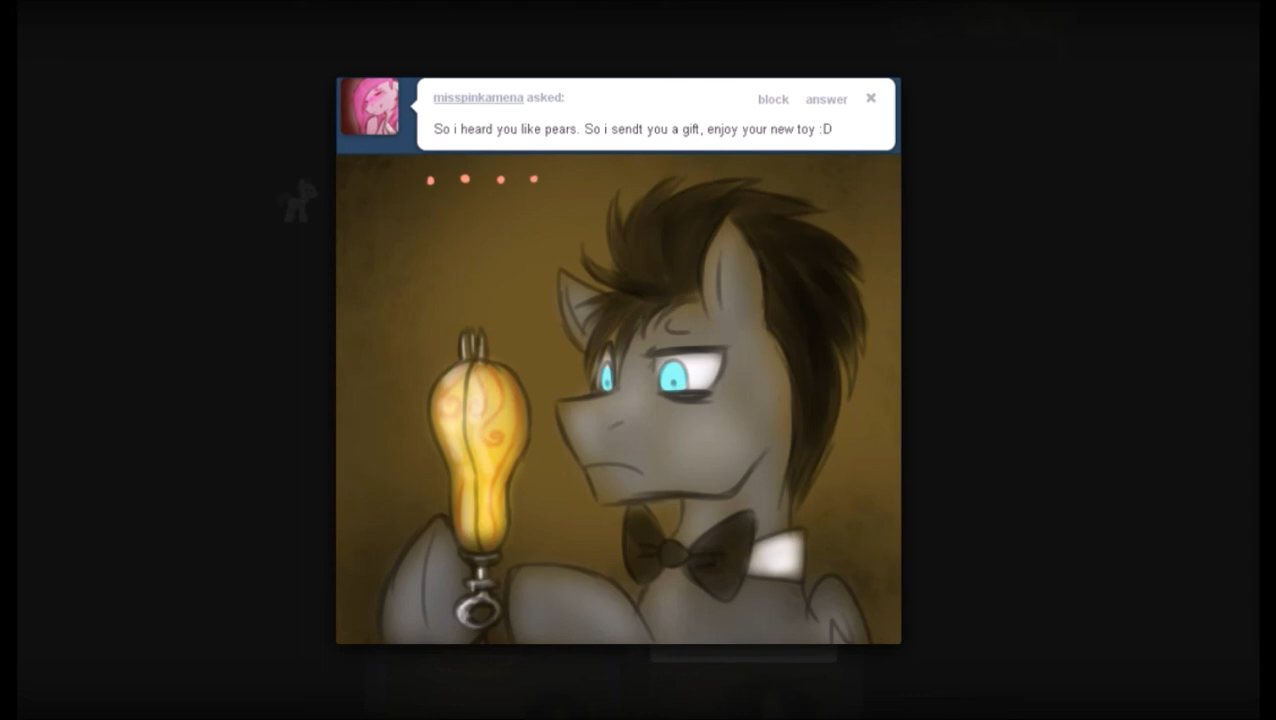 misspinkamena asked:
block answer ×
So i heard you like pears. So i sendt you a gift, enjoy your new toy :D